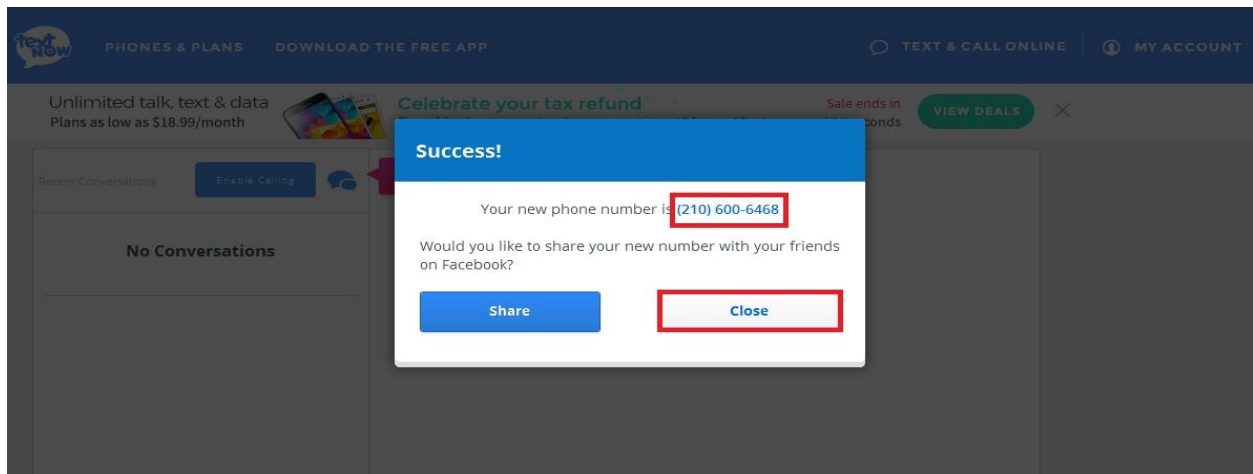 text
NOW
PHONES & PLANS DOWNLOAD THE FREE APP TEXT & CALL ONLINE MY ACCOUNT
Unlimited talk, text & data
Plans as low as $18.99/month
Celebrate your tax refund
Sale ends in
VIEW DEALS
Success!
Recent Conversations
Enable Calling
Your new phone number is (210) 600-6468
Would you like to share your new number with your friends
on Facebook?
No Conversations
Share Close